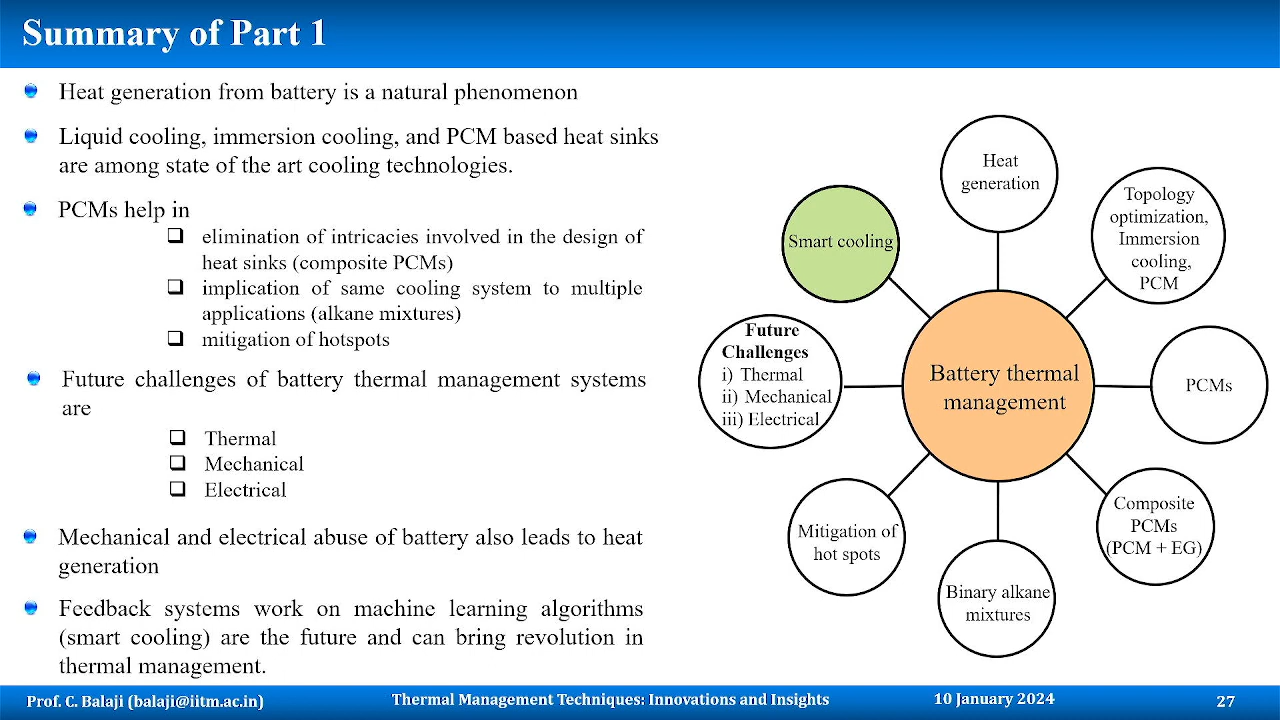 Summary of Part 1
Heat generation from battery is a natural phenomenon
Liquid cooling, immersion cooling, and PCM based heat sinks
are among state of the art cooling technologies.
PCMs help in
elimination of intricacies involved in the design of
heat sinks (composite PCMs)
implication of same cooling system to multiple
applications (alkane mixtures)
mitigation of hotspots
Future challenges of battery thermal management systems
are
Thermal
Mechanical
Electrical
Mechanical and electrical abuse of battery also leads to heat
generation
Feedback systems work on machine learning algorithms
(smart cooling) are the future and can bring revolution in
thermal management.
Heat
generation
Topology
optimization,
Immersion
cooling,
PCM
PCMs
Composite
PCMs
(PCM + EG)
Binary alkane
mixtures
Mitigation of
hot spots
Future
Challenges
i) Thermal
ii) Mechanical
iii) Electrical
Smart cooling
Battery thermal
management
Prof. C. Balaji (balaji@iitm.ac.in)
Thermal Management Techniques: Innovations and Insights
10 January 2024
27